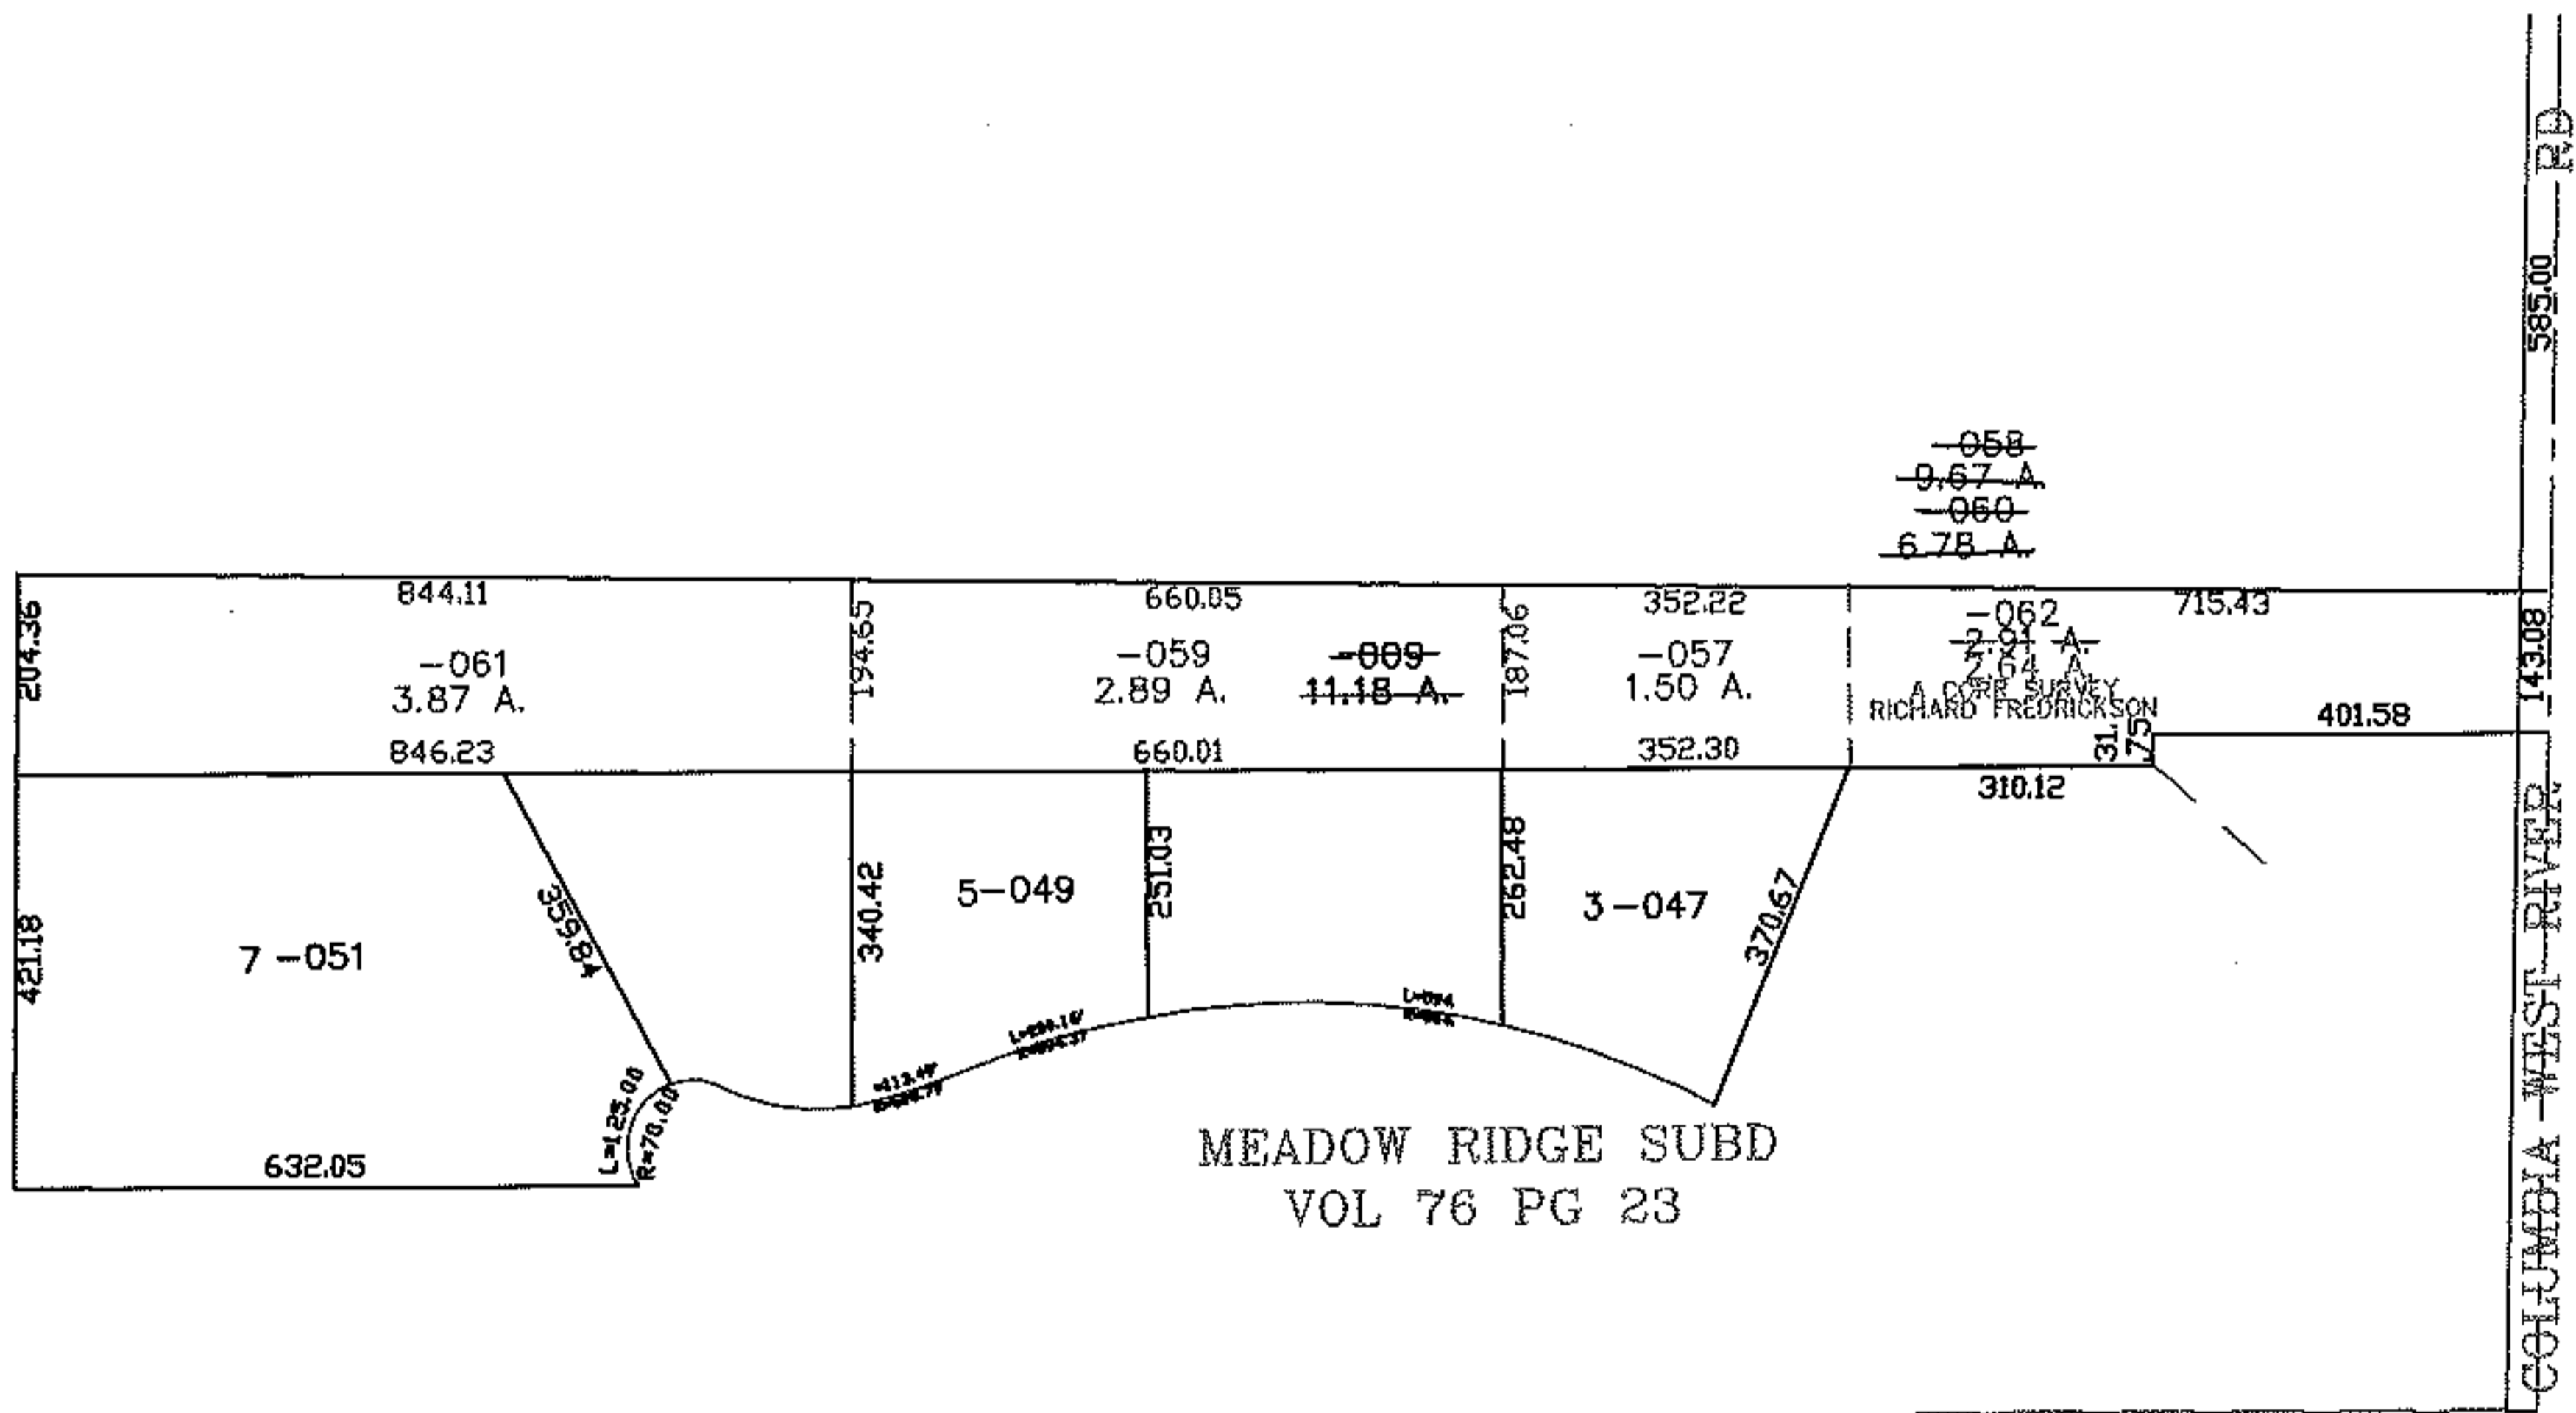 RD
585.00
-058
9.67 A.
-060
6.78 A.
844.11
660.05
352.22
715.43
204.36
194.65
187.06
143.08
-061
3.87 A.
-059
2.89 A.
-009
11.18 A.
-057
1.50 A.
-062
2.91 A.
2.64 A.
A CORR SURVEY
RICHARD FREDRICKSON
31.
75
401.58
846.23
660.01
352.30
310.12
421.18
7-051
359.84
340.42
5-049
251.03
262.48
3-047
370.67
L=125.00
R=70.00
632.05
MEADOW RIDGE SUBD
VOL 76 PG 23
COLUMBIA WEST RIVER